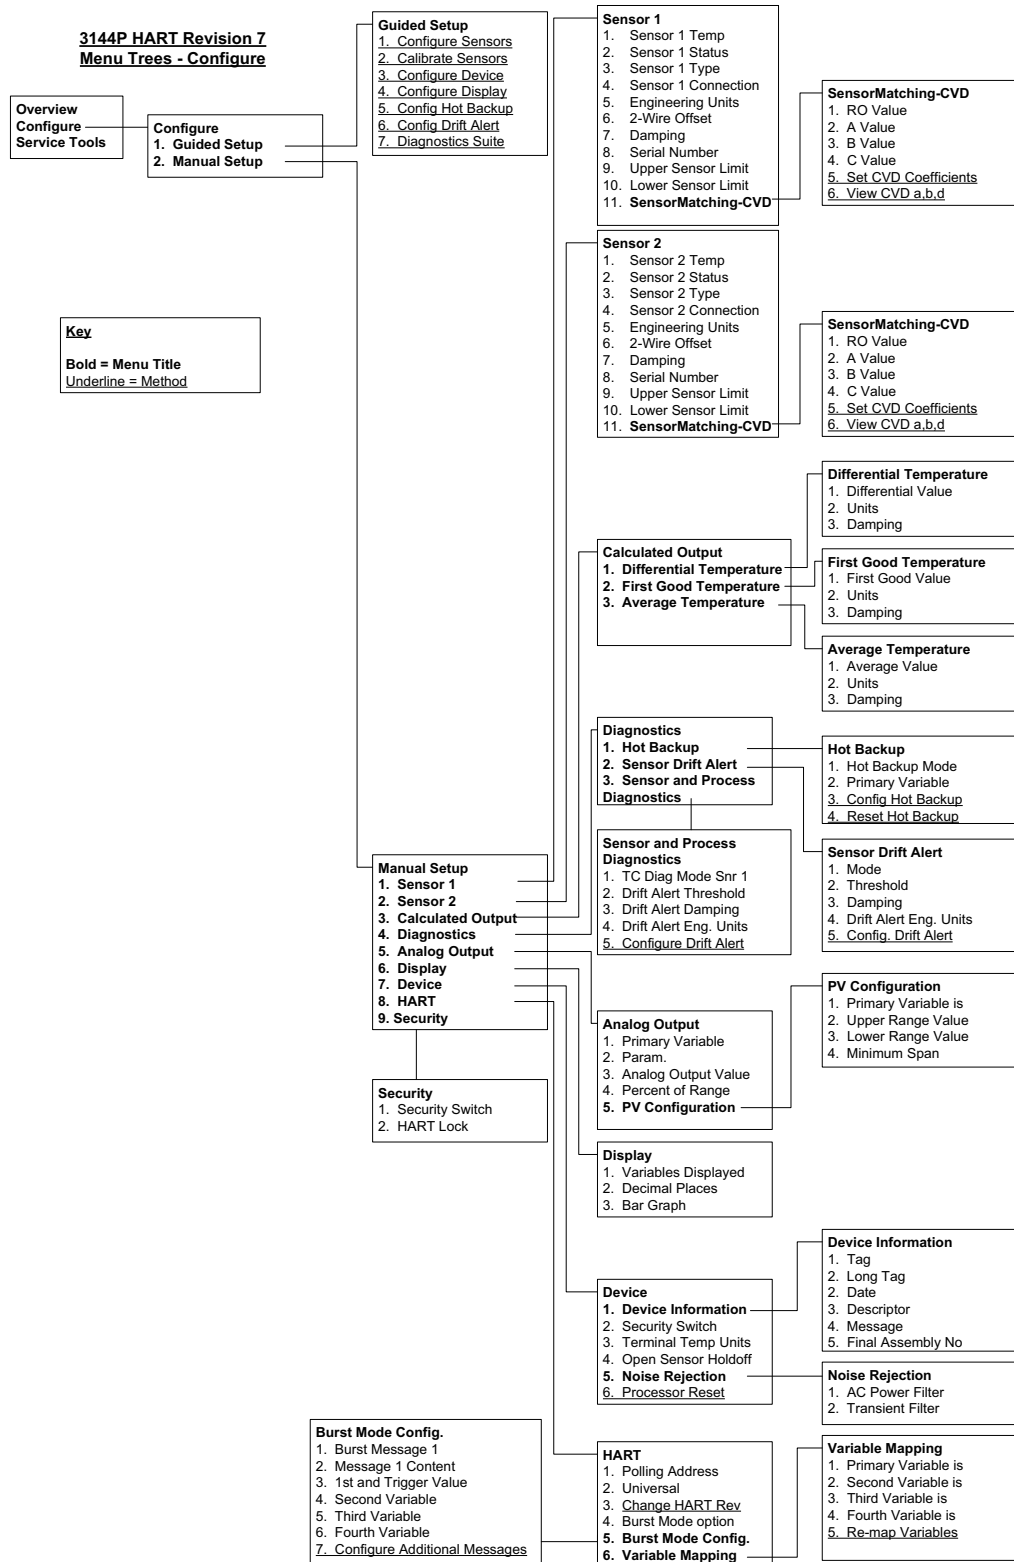 3144P HART Revision 7
Menu Trees - Configure
Overview
Configure
Service Tools
Configure
1. Guided Setup
2. Manual Setup
Key
Bold = Menu Title
Underline = Method
Guided Setup
1. Configure Sensors
2. Calibrate Sensors
3. Configure Device
4. Configure Display
5. Config Hot Backup
6. Config Drift Alert
7. Diagnostics Suite
Manual Setup
1. Sensor 1
2. Sensor 2
3. Calculated Output
4. Diagnostics
5. Analog Output
6. Display
7. Device
8. HART
9. Security
Security
1. Security Switch
2. HART Lock
Burst Mode Config.
1. Burst Message 1
2. Message 1 Content
3. 1st and Trigger Value
4. Second Variable
5. Third Variable
6. Fourth Variable
7. Configure Additional Messages
Sensor 1
1. Sensor 1 Temp
2. Sensor 1 Status
3. Sensor 1 Type
4. Sensor 1 Connection
5. Engineering Units
6. 2-Wire Offset
7. Damping
8. Serial Number
9. Upper Sensor Limit
10. Lower Sensor Limit
11. SensorMatching-CVD
Sensor 2
1. Sensor 2 Temp
2. Sensor 2 Status
3. Sensor 2 Type
4. Sensor 2 Connection
5. Engineering Units
6. 2-Wire Offset
7. Damping
8. Serial Number
9. Upper Sensor Limit
10. Lower Sensor Limit
11. SensorMatching-CVD
Calculated Output
1. Differential Temperature
2. First Good Temperature
3. Average Temperature
Diagnostics
1. Hot Backup
2. Sensor Drift Alert
3. Sensor and Process
Diagnostics
Sensor and Process
Diagnostics
1. TC Diag Mode Snr 1
2. Drift Alert Threshold
3. Drift Alert Damping
4. Drift Alert Eng. Units
5. Configure Drift Alert
Analog Output
1. Primary Variable
2. Param.
3. Analog Output Value
4. Percent of Range
5. PV Configuration
Display
1. Variables Displayed
2. Decimal Places
3. Bar Graph
Device
1. Device Information
2. Security Switch
3. Terminal Temp Units
4. Open Sensor Holdoff
5. Noise Rejection
6. Processor Reset
HART
1. Polling Address
2. Universal
3. Change HART Rev
4. Burst Mode option
5. Burst Mode Config.
6. Variable Mapping
SensorMatching-CVD
1. RO Value
2. A Value
3. B Value
4. C Value
5. Set CVD Coefficients
6. View CVD a,b,d
SensorMatching-CVD
1. RO Value
2. A Value
3. B Value
4. C Value
5. Set CVD Coefficients
6. View CVD a,b,d
Differential Temperature
1. Differential Value
2. Units
3. Damping
First Good Temperature
1. First Good Value
2. Units
3. Damping
Average Temperature
1. Average Value
2. Units
3. Damping
Hot Backup
1. Hot Backup Mode
2. Primary Variable
3. Config Hot Backup
4. Reset Hot Backup
Sensor Drift Alert
1. Mode
2. Threshold
3. Damping
4. Drift Alert Eng. Units
5. Config. Drift Alert
PV Configuration
1. Primary Variable is
2. Upper Range Value
3. Lower Range Value
4. Minimum Span
Device Information
1. Tag
2. Long Tag
2. Date
3. Descriptor
4. Message
5. Final Assembly No
Noise Rejection
1. AC Power Filter
2. Transient Filter
Variable Mapping
1. Primary Variable is
2. Second Variable is
3. Third Variable is
4. Fourth Variable is
5. Re-map Variables